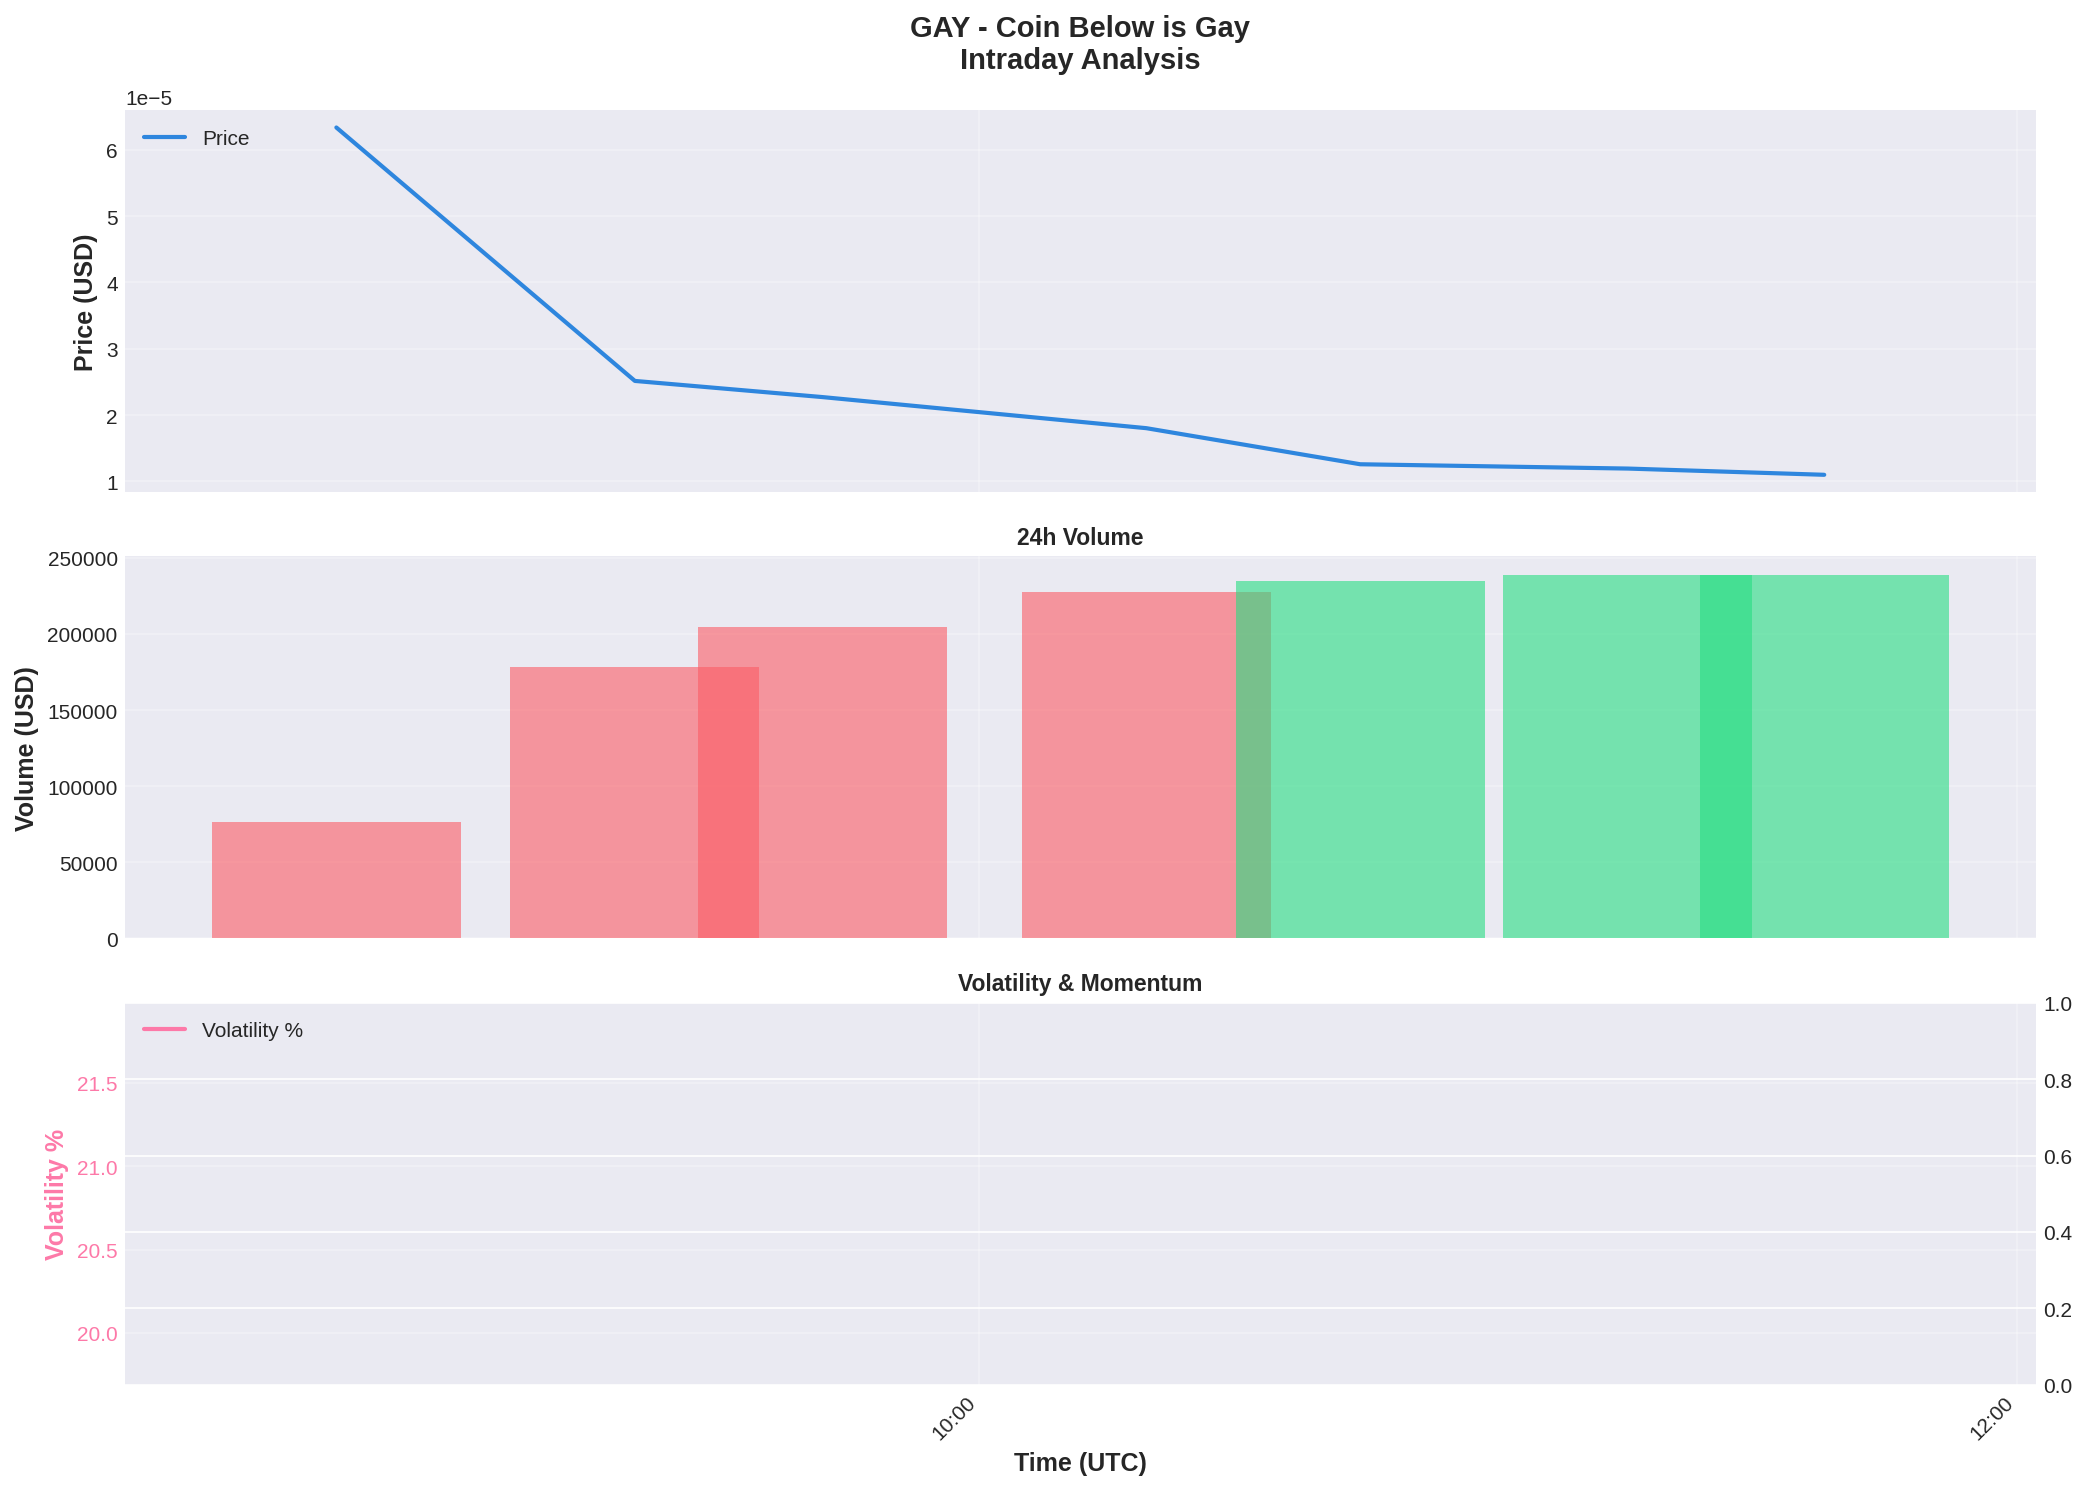 GAY - Coin Below is Gay
Intraday Analysis
1e−5
Price
6
5
4
3
2
1
Price (USD)
24h Volume
250000
200000
150000
100000
50000
0
Volume (USD)
Volatility & Momentum
Volatility %
21.5
21.0
20.5
20.0
Volatility %
1.0
0.8
0.6
0.4
0.2
0.0
10:00
12:00
Time (UTC)